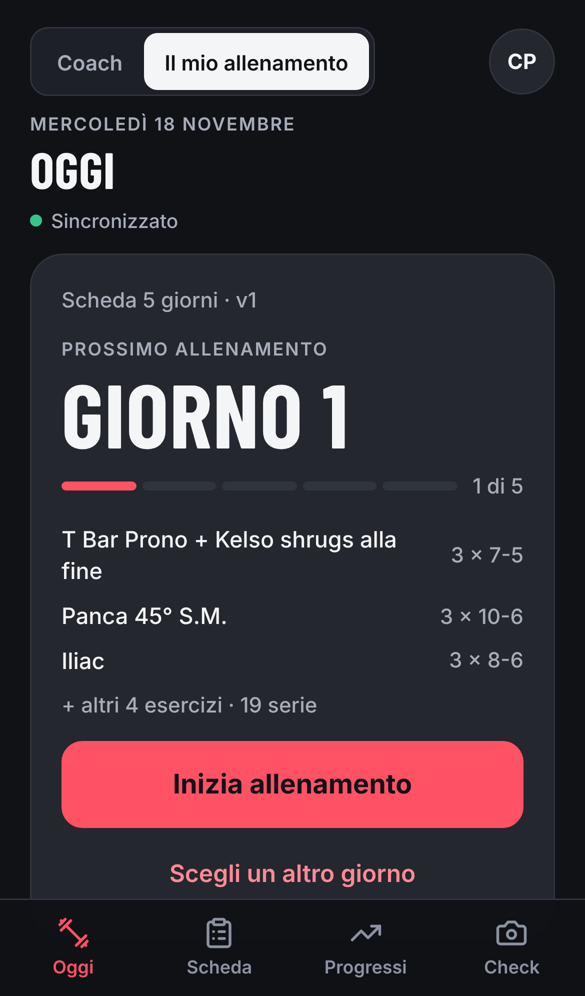 Coach Il mio allenamento CP
MERCOLEDÌ 18 NOVEMBRE
OGGI
Sincronizzato
Scheda 5 giorni · v1
PROSSIMO ALLENAMENTO
GIORNO 1
1 di 5
T Bar Prono + Kelso shrugs alla
fine
3 × 7-5
Panca 45° S.M. 3 × 10-6
Iliac 3 × 8-6
+ altri 4 esercizi · 19 serie
Inizia allenamento
Scegli un altro giorno
Oggi Scheda Progressi Check